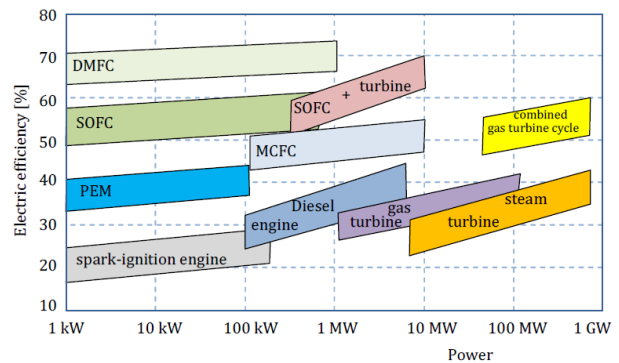 Electric efficiency [%]
80
70
60
50
40
30
20
10
DMFC
SOFC
SOFC + turbine
MCFC
PEM
Diesel
engine
gas
turbine
steam
turbine
combined
gas turbine cycle
spark-ignition engine
1 kW
10 kW
100 kW
1 MW
10 MW
100 MW
1 GW
Power